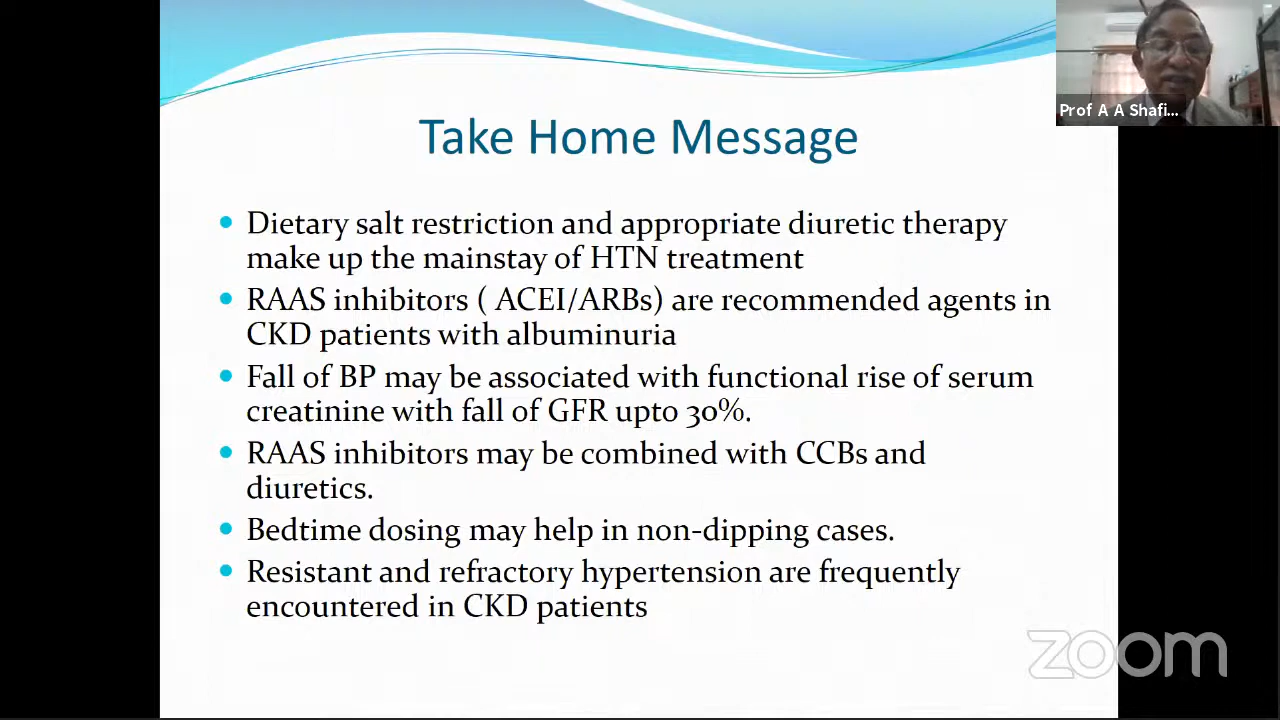 Prof A A Shafi...
Take Home Message
• Dietary salt restriction and appropriate diuretic therapy
make up the mainstay of HTN treatment
• RAAS inhibitors ( ACEI/ARBs) are recommended agents in
CKD patients with albuminuria
• Fall of BP may be associated with functional rise of serum
creatinine with fall of GFR upto 30%.
• RAAS inhibitors may be combined with CCBs and
diuretics.
• Bedtime dosing may help in non-dipping cases.
• Resistant and refractory hypertension are frequently
encountered in CKD patients
zoom